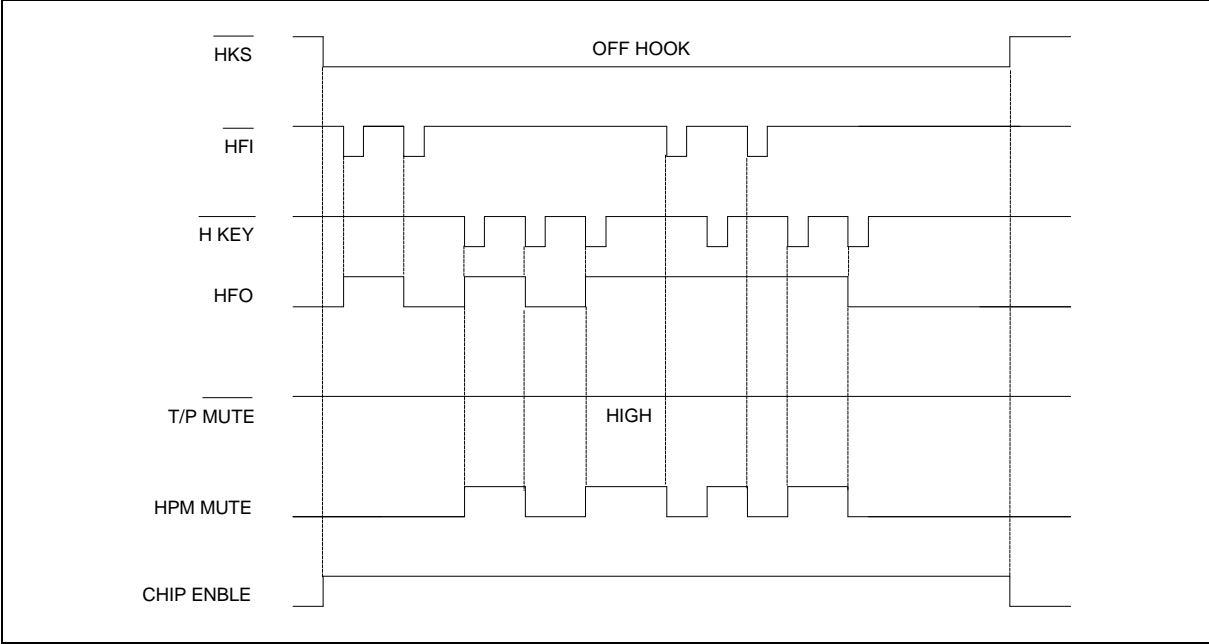 HKS
OFF HOOK
HFI
H KEY
HFO
T/P MUTE
HIGH
HPM MUTE
CHIP ENBLE